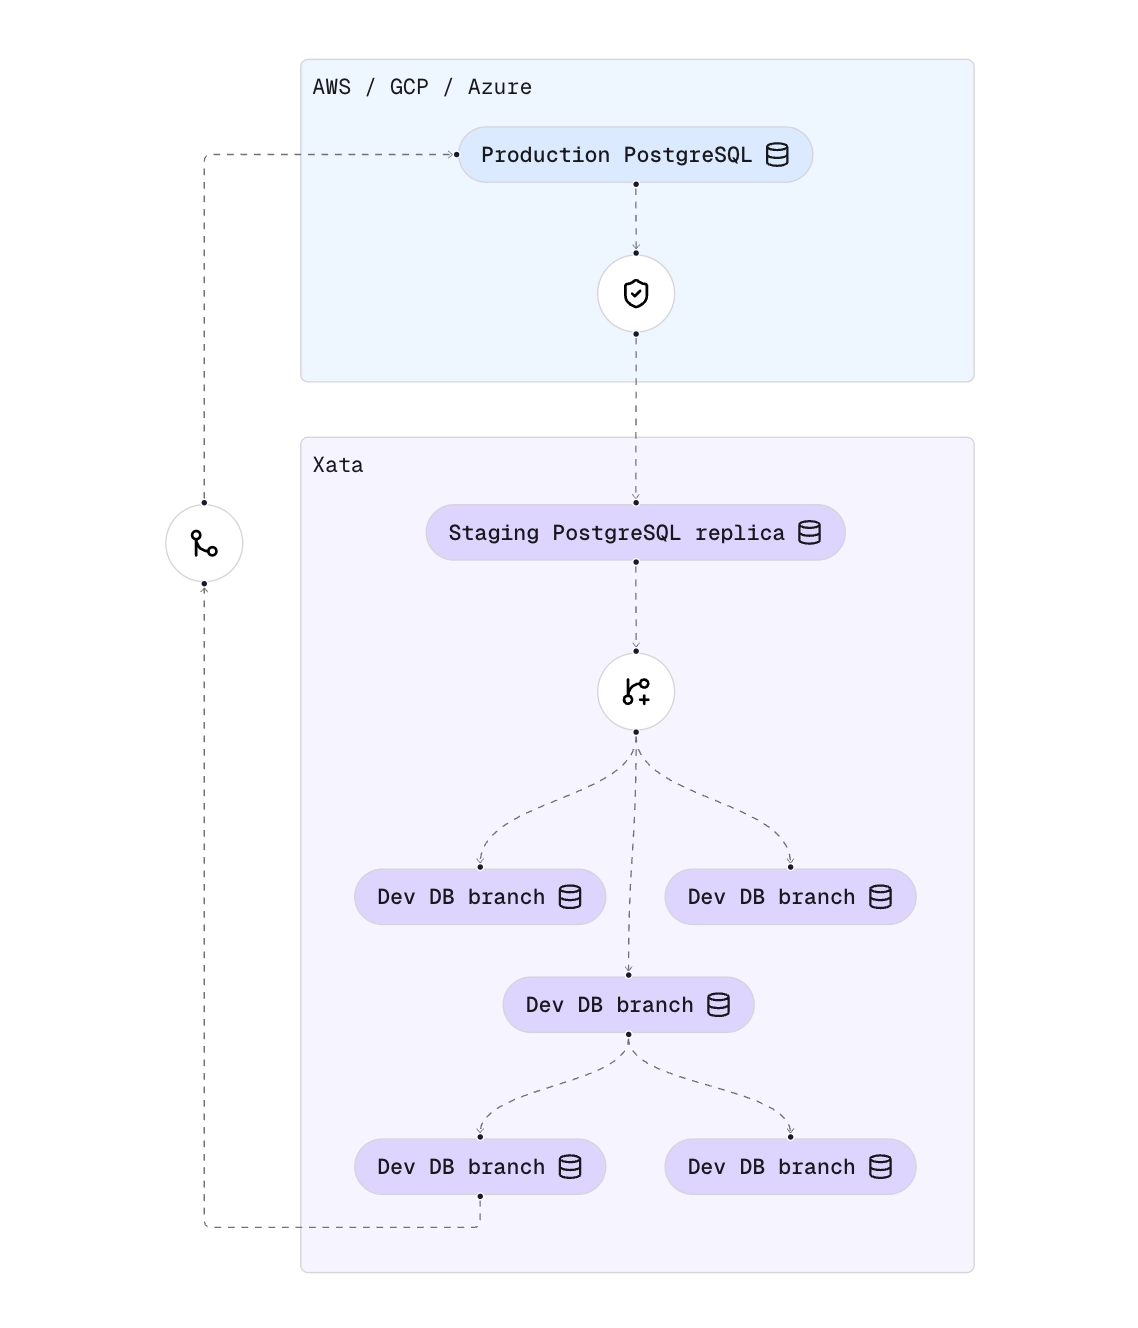 AWS / GCP / Azure
Production PostgreSQL
Xata
Staging PostgreSQL replica
Dev DB branch
Dev DB branch
Dev DB branch
Dev DB branch
Dev DB branch